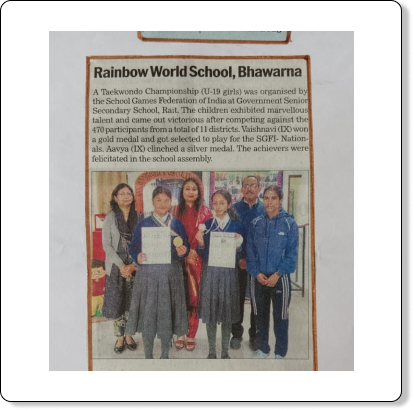 Rainbow World School, Bhawarna
A Taekwondo Championship (U-19 girls) was organised by
the School Games Federation of India at Government Senior
Secondary School, Rait. The children exhibited marvellous
talent and came out victorious after competing against the
470 participants from a total of 11 districts. Vaishnavi (IX) won
a gold medal and got selected to play for the SGFI- Nation-
als. Aavya (IX) clinched a silver medal. The achievers were
felicitated in the school assembly.